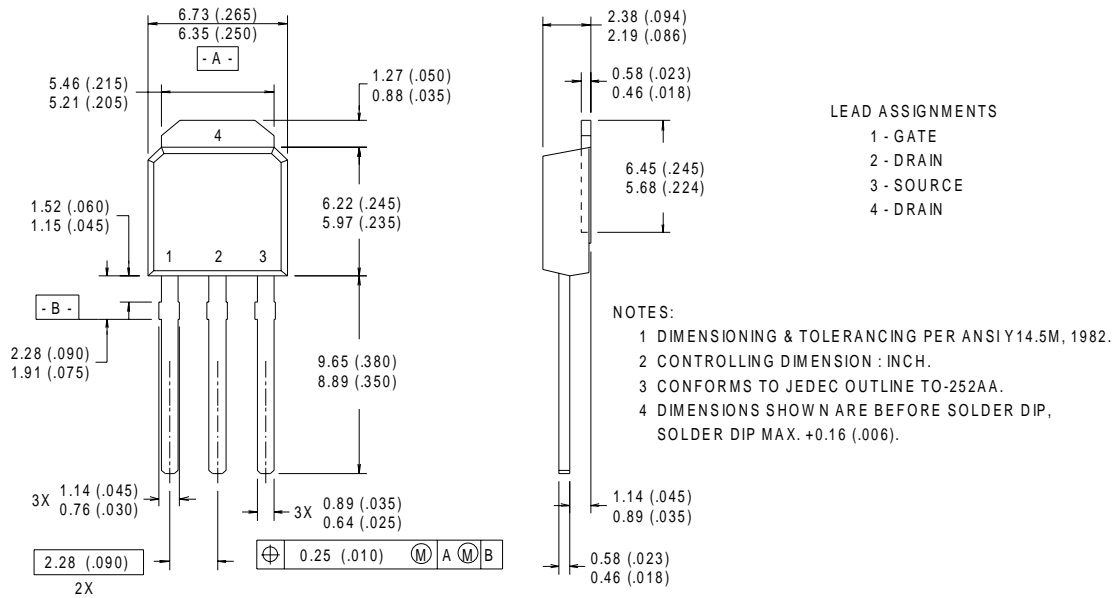 6.73 (.265)
6.35 (.250)
- A -
5.46 (.215)
5.21 (.205)
1.27 (.050)
0.88 (.035)
4
1.52 (.060)
1.15 (.045)
6.22 (.245)
5.97 (.235)
1 2 3
- B -
2.28 (.090)
1.91 (.075)
9.65 (.380)
8.89 (.350)
3X 1.14 (.045)
0.76 (.030)
3X 0.89 (.035)
0.64 (.025)
2.28 (.090)
2X
0.25 (.010) Ⓜ A Ⓜ B
2.38 (.094)
2.19 (.086)
0.58 (.023)
0.46 (.018)
6.45 (.245)
5.68 (.224)
1.14 (.045)
0.89 (.035)
0.58 (.023)
0.46 (.018)
LEAD ASSIGNMENTS
1 - GATE
2 - DRAIN
3 - SOURCE
4 - DRAIN
NOTES:
1 DIMENSIONING & TOLERANCING PER ANSI Y14.5M, 1982.
2 CONTROLLING DIMENSION : INCH.
3 CONFORMS TO JEDEC OUTLINE TO-252AA.
4 DIMENSIONS SHOWN ARE BEFORE SOLDER DIP,
SOLDER DIP MAX. +0.16 (.006).